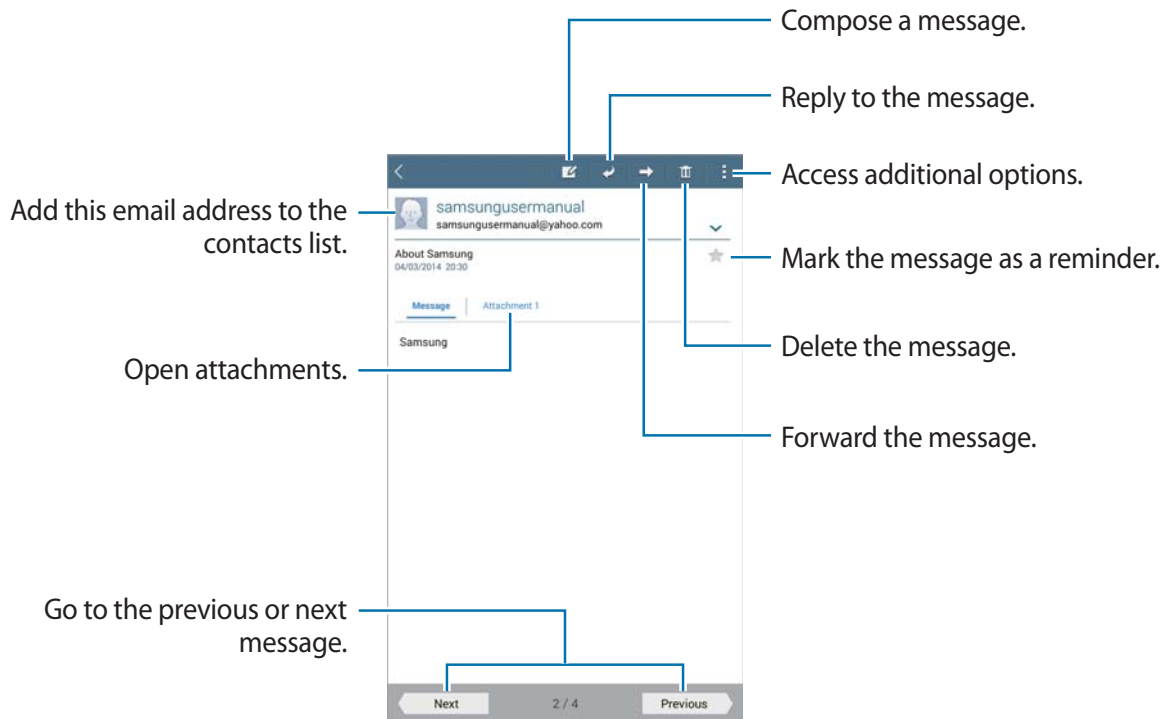 Compose a message.
Reply to the message.
Access additional options.
Add this email address to the
contacts list.
samsungusermanual
samsungusermanual@yahoo.com
About Samsung
04/03/2014 20:30
Mark the message as a reminder.
Message
Attachment 1
Samsung
Delete the message.
Open attachments.
Forward the message.
Go to the previous or next
message.
Next
2 / 4
Previous